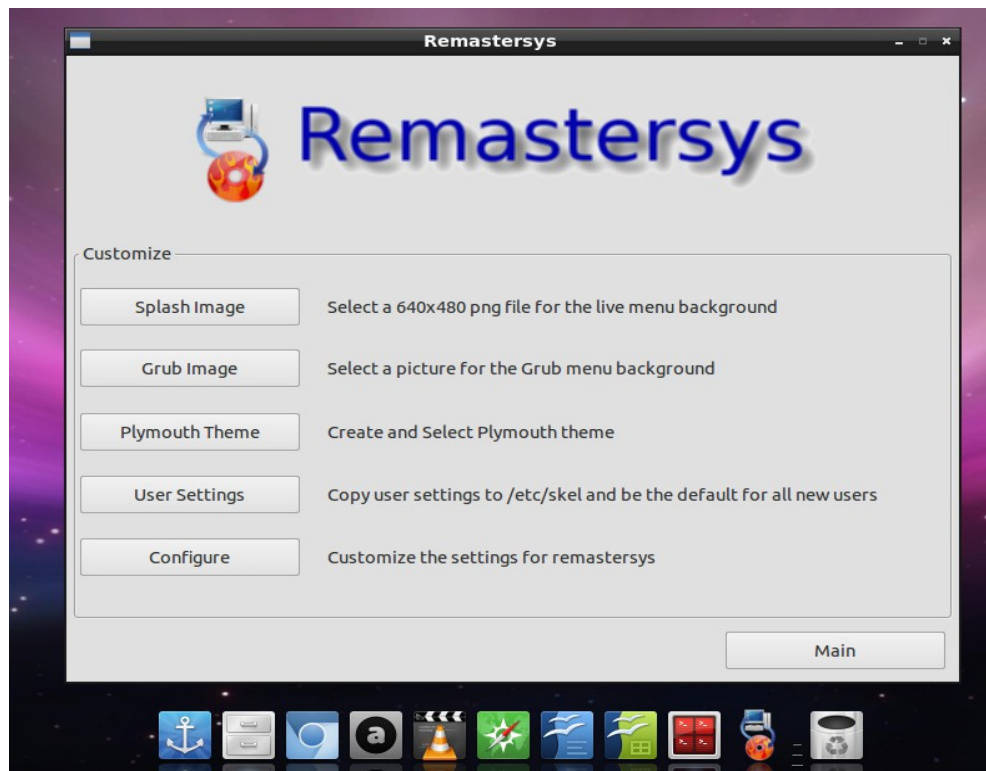 Remastersys
Remastersys
Customize
Splash Image Select a 640x480 png file for the live menu background
Grub Image Select a picture for the Grub menu background
Plymouth Theme Create and Select Plymouth theme
User Settings Copy user settings to /etc/skel and be the default for all new users
Configure Customize the settings for remastersys
Main
a